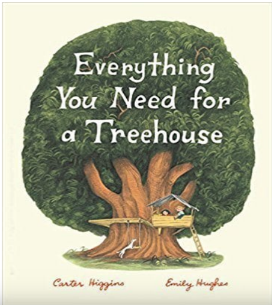 Everything
You Need for
a Treehouse
Carter Higgins
Emily Hughes